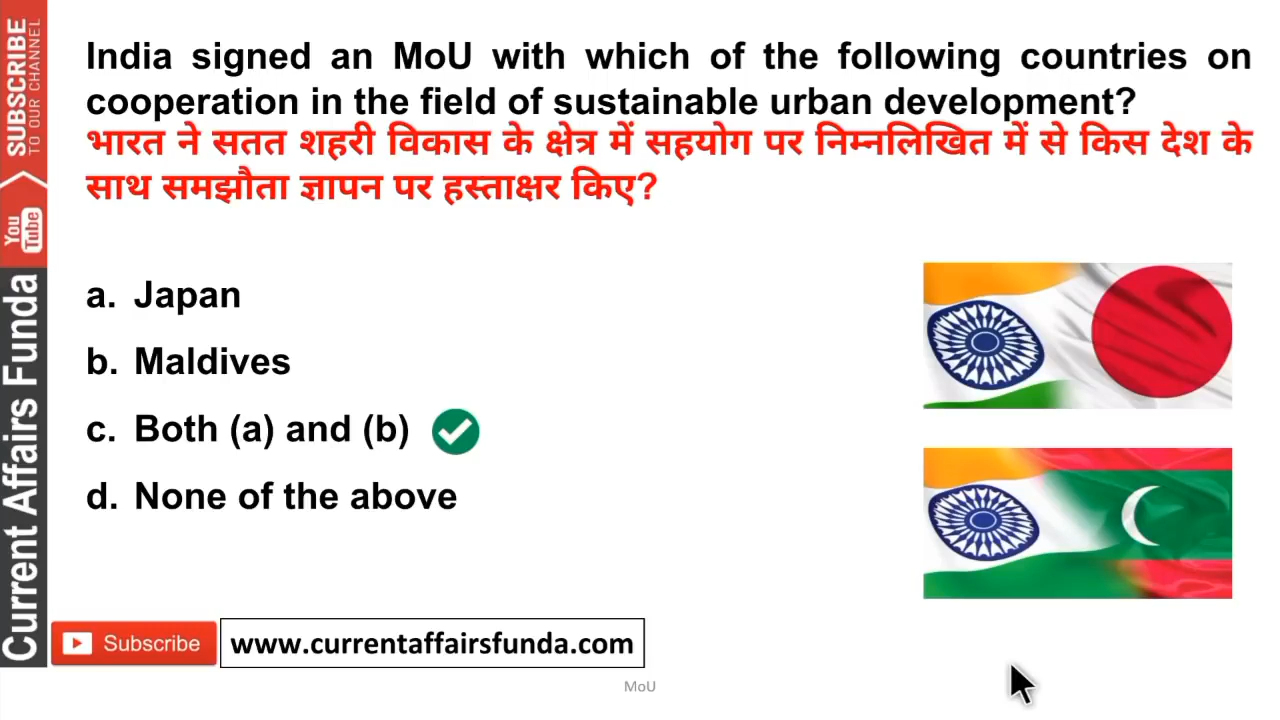 India signed an MoU with which of the following countries on
cooperation in the field of sustainable urban development?
भारत ने सतत शहरी विकास के क्षेत्र में सहयोग पर निम्नलिखित में से किस देश के
साथ समझौता ज्ञापन पर हस्ताक्षर किए?
a. Japan
b. Maldives
c. Both (a) and (b)
d. None of the above
SUBSCRIBE
TO OUR CHANNEL
You
Tube
Current Affairs Funda
Subscribe
www.currentaffairsfunda.com
MoU